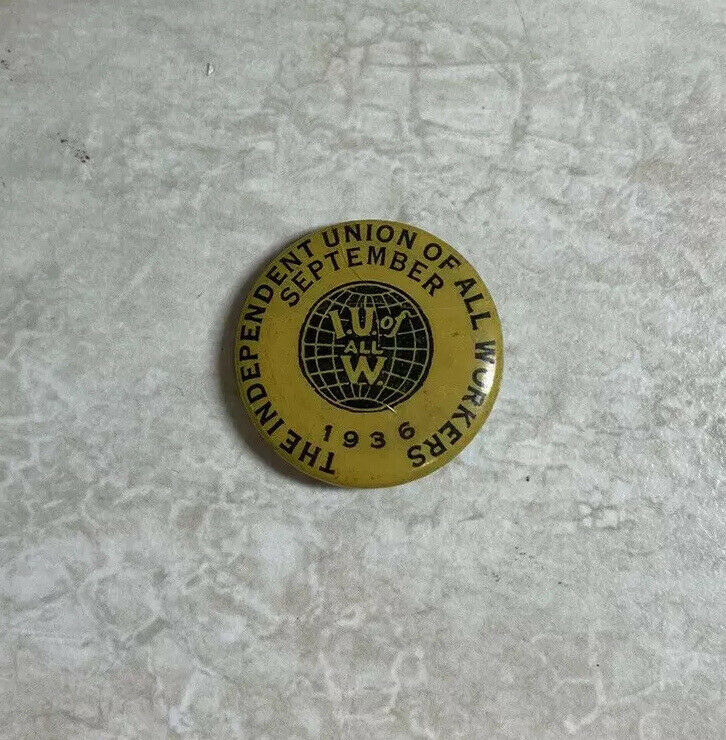 THE INDEPENDENT UNION OF ALL WORKERS
SEPTEMBER
I.U. of
ALL
W.
1936